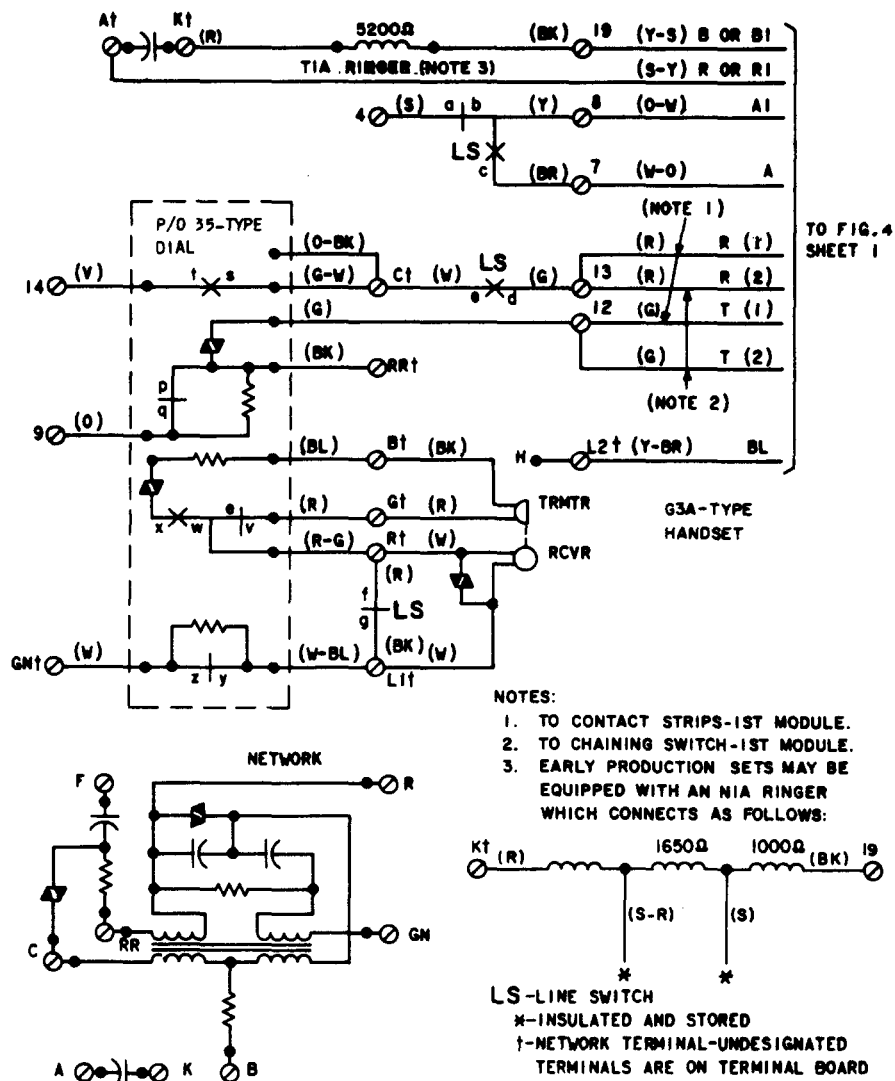 A† K† (R) 5200Ω (BK) 19 (Y-S) B OR B1
T1A RINGER (NOTE 3) (S-Y) R OR R1
4 (S) a b (Y) 8 (O-W) A1
LS
c (BR) 7 (W-O) A
(NOTE 1)
P/O 35-TYPE
DIAL
(O-BK) (R) R (1)
TO FIG. 4
SHEET 1
14 (V) t s (G-W) C† (W) LS e d (G) 13 (R) R (2)
(G) 12 (G) T (1)
(BK) RR† (G) T (2)
p
q
(NOTE 2)
9 (O)
(BL) B† (BK) H L2† (Y-BR) BL
TRMTR
G3A-TYPE
HANDSET
x w e v (R) G† (R)
(R-G) R† (W) RCVR
(R)
f
g
LS
GN† (W) z y (W-BL) (BK) (W)
L1†
NOTES:
1. TO CONTACT STRIPS-1ST MODULE.
2. TO CHAINING SWITCH-1ST MODULE.
3. EARLY PRODUCTION SETS MAY BE
EQUIPPED WITH AN N1A RINGER
WHICH CONNECTS AS FOLLOWS:
NETWORK
F R
K† (R) 1650Ω 1000Ω (BK) 19
(S-R) (S)
* *
C RR GN
A K B
LS-LINE SWITCH
*-INSULATED AND STORED
†-NETWORK TERMINAL-UNDESIGNATED
TERMINALS ARE ON TERMINAL BOARD